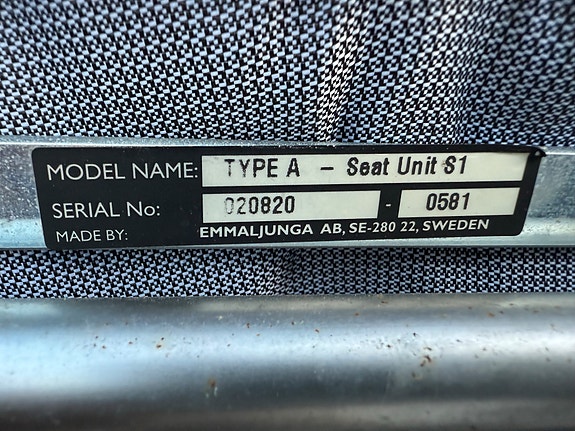 MODEL NAME: TYPE A - Seat Unit S1
SERIAL No: 020820 - 0581
MADE BY: EMMALJUNGA AB, SE-280 22, SWEDEN